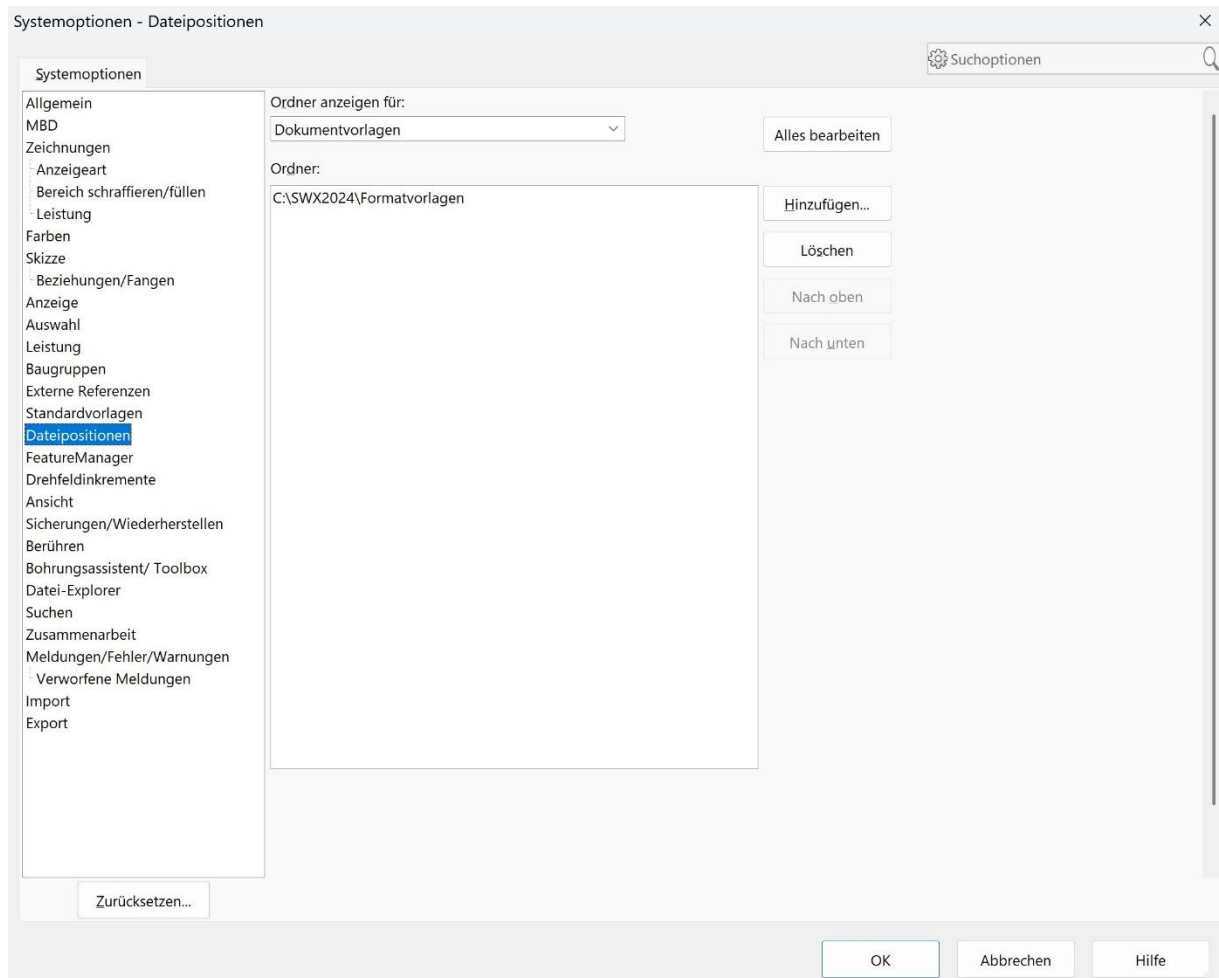 Systemoptionen - Dateipositionen
Suchoptionen
Systemoptionen
Allgemein
MBD
Zeichnungen
Anzeigeart
Bereich schraffieren/füllen
Leistung
Farben
Skizze
Beziehungen/Fangen
Anzeige
Auswahl
Leistung
Baugruppen
Externe Referenzen
Standardvorlagen
Dateipositionen
FeatureManager
Drehfeldinkremente
Ansicht
Sicherungen/Wiederherstellen
Berühren
Bohrungsassistent/ Toolbox
Datei-Explorer
Suchen
Zusammenarbeit
Meldungen/Fehler/Warnungen
Verworfene Meldungen
Import
Export
Zurücksetzen...
Ordner anzeigen für:
Dokumentvorlagen
Ordner:
C:\SWX2024\Formatvorlagen
Alles bearbeiten
Hinzufügen...
Löschen
Nach oben
Nach unten
OK
Abbrechen
Hilfe